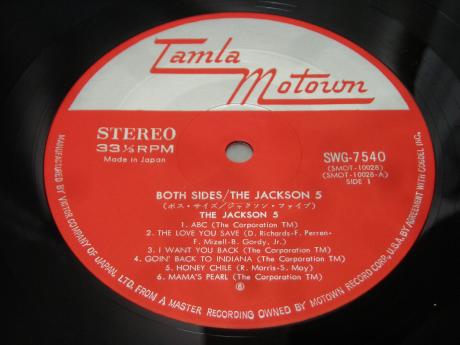 Tamla
Motown
STEREO
33⅓RPM
Made in Japan
SWG-7540
(SMOT-10028)
(SMOT-10028-A)
SIDE 1
BOTH SIDES/THE JACKSON 5
(ボス・サイズ/ジャクソン・ファイブ)
THE JACKSON 5
1. ABC (The Corporation TM)
2. THE LOVE YOU SAVE (D. Richards-F. Perren-
F. Mizell-B. Gordy, Jr.)
3. I WANT YOU BACK (The Corporation TM)
4. GOIN' BACK TO INDIANA (The Corporation TM)
5. HONEY CHILE (R. Morris-S. Moy)
6. MAMA'S PEARL (The Corporation TM)
MANUFACTURED BY VICTOR COMPANY OF JAPAN, LTD. FROM A MASTER RECORDING OWNED BY MOTOWN RECORD CORP., U.S.A. BY AGREEMENT WITH COSDEL INC.